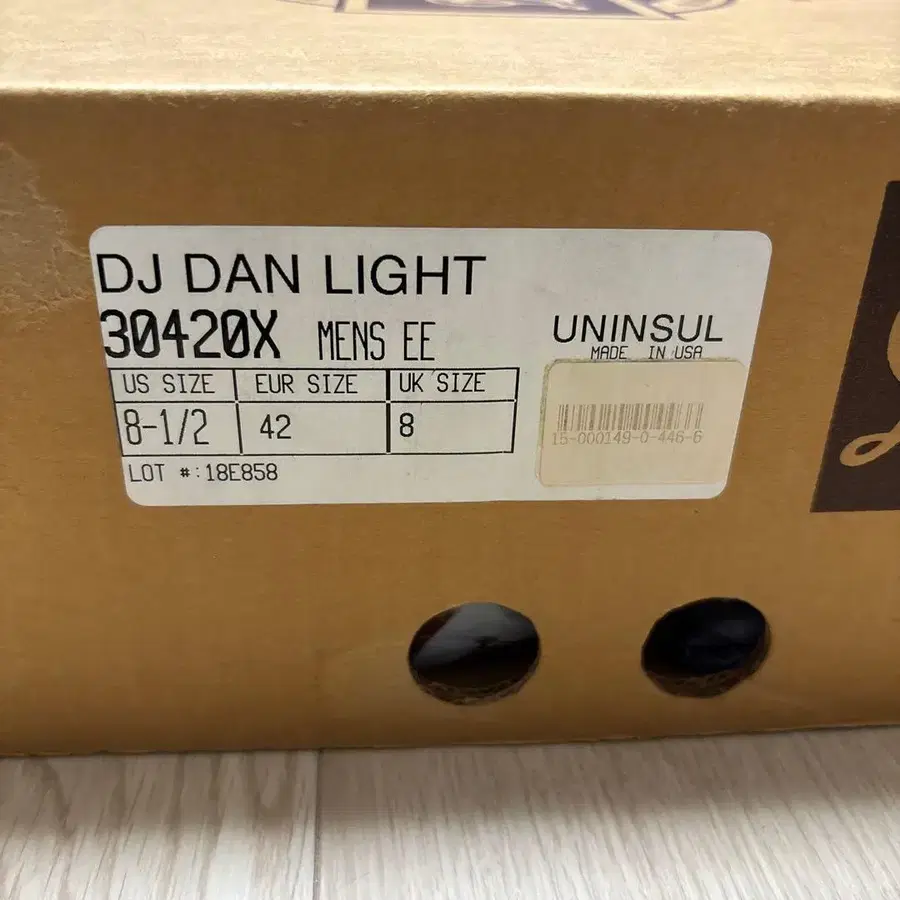 DJ DAN LIGHT
30420X MENS EE
UNINSUL
MADE IN USA
US SIZE EUR SIZE UK SIZE
8-1/2 42 8
15-000149-0-446-6
LOT #:18E858